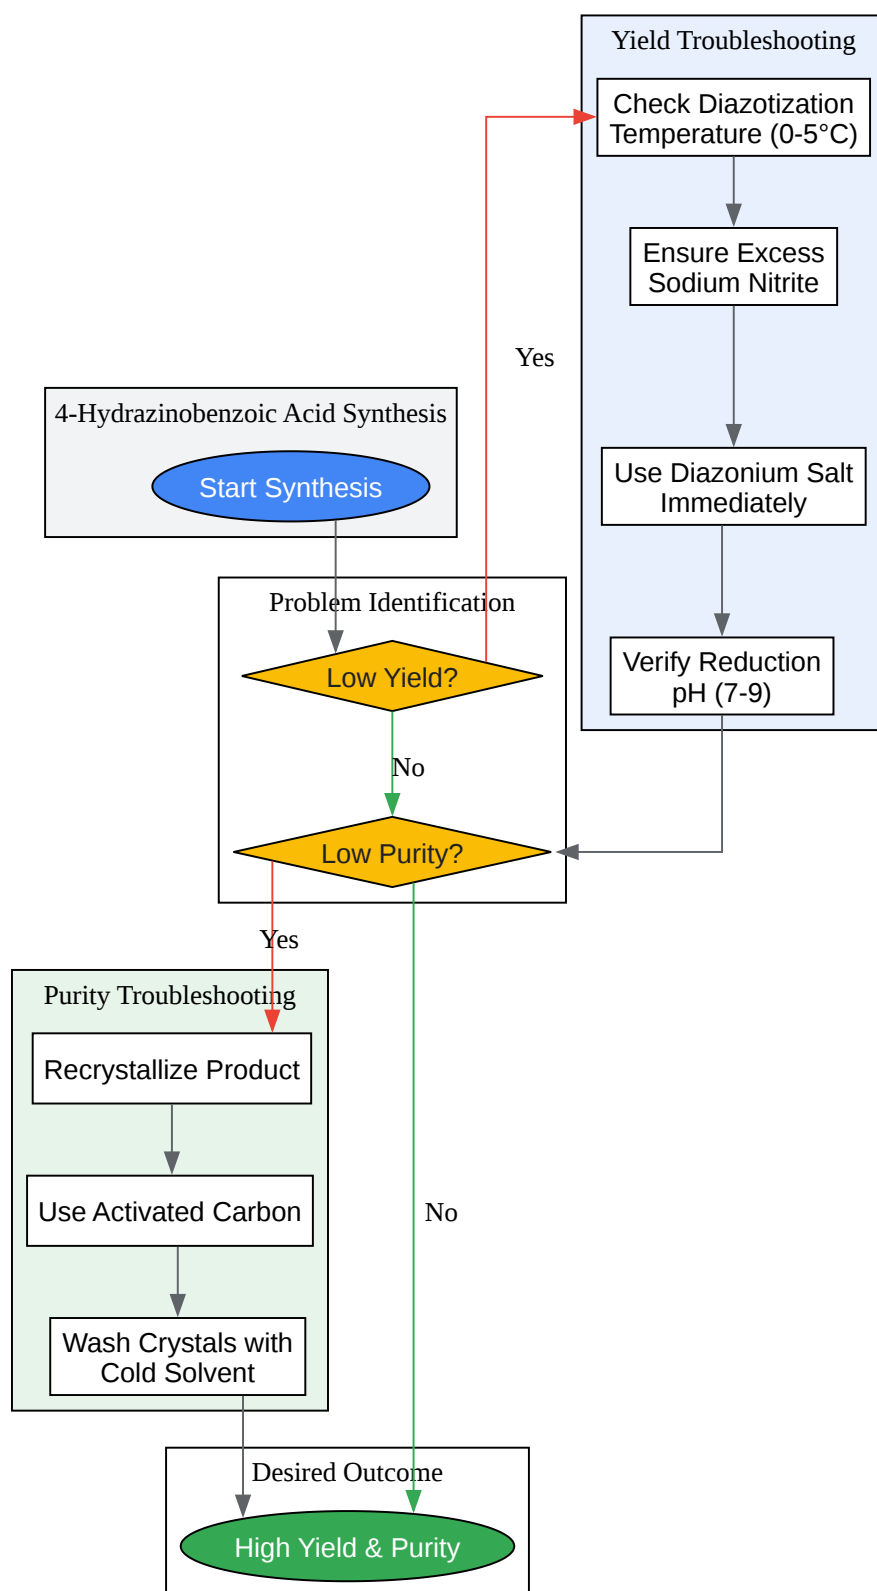 Yield Troubleshooting
Check Diazotization
Temperature (0-5°C)
Ensure Excess
Sodium Nitrite
Yes
4-Hydrazinobenzoic Acid Synthesis
Start Synthesis
Use Diazonium Salt
Immediately
Problem Identification
Low Yield?
Verify Reduction
pH (7-9)
No
Low Purity?
Yes
Purity Troubleshooting
Recrystallize Product
Use Activated Carbon
No
Wash Crystals with
Cold Solvent
Desired Outcome
High Yield & Purity